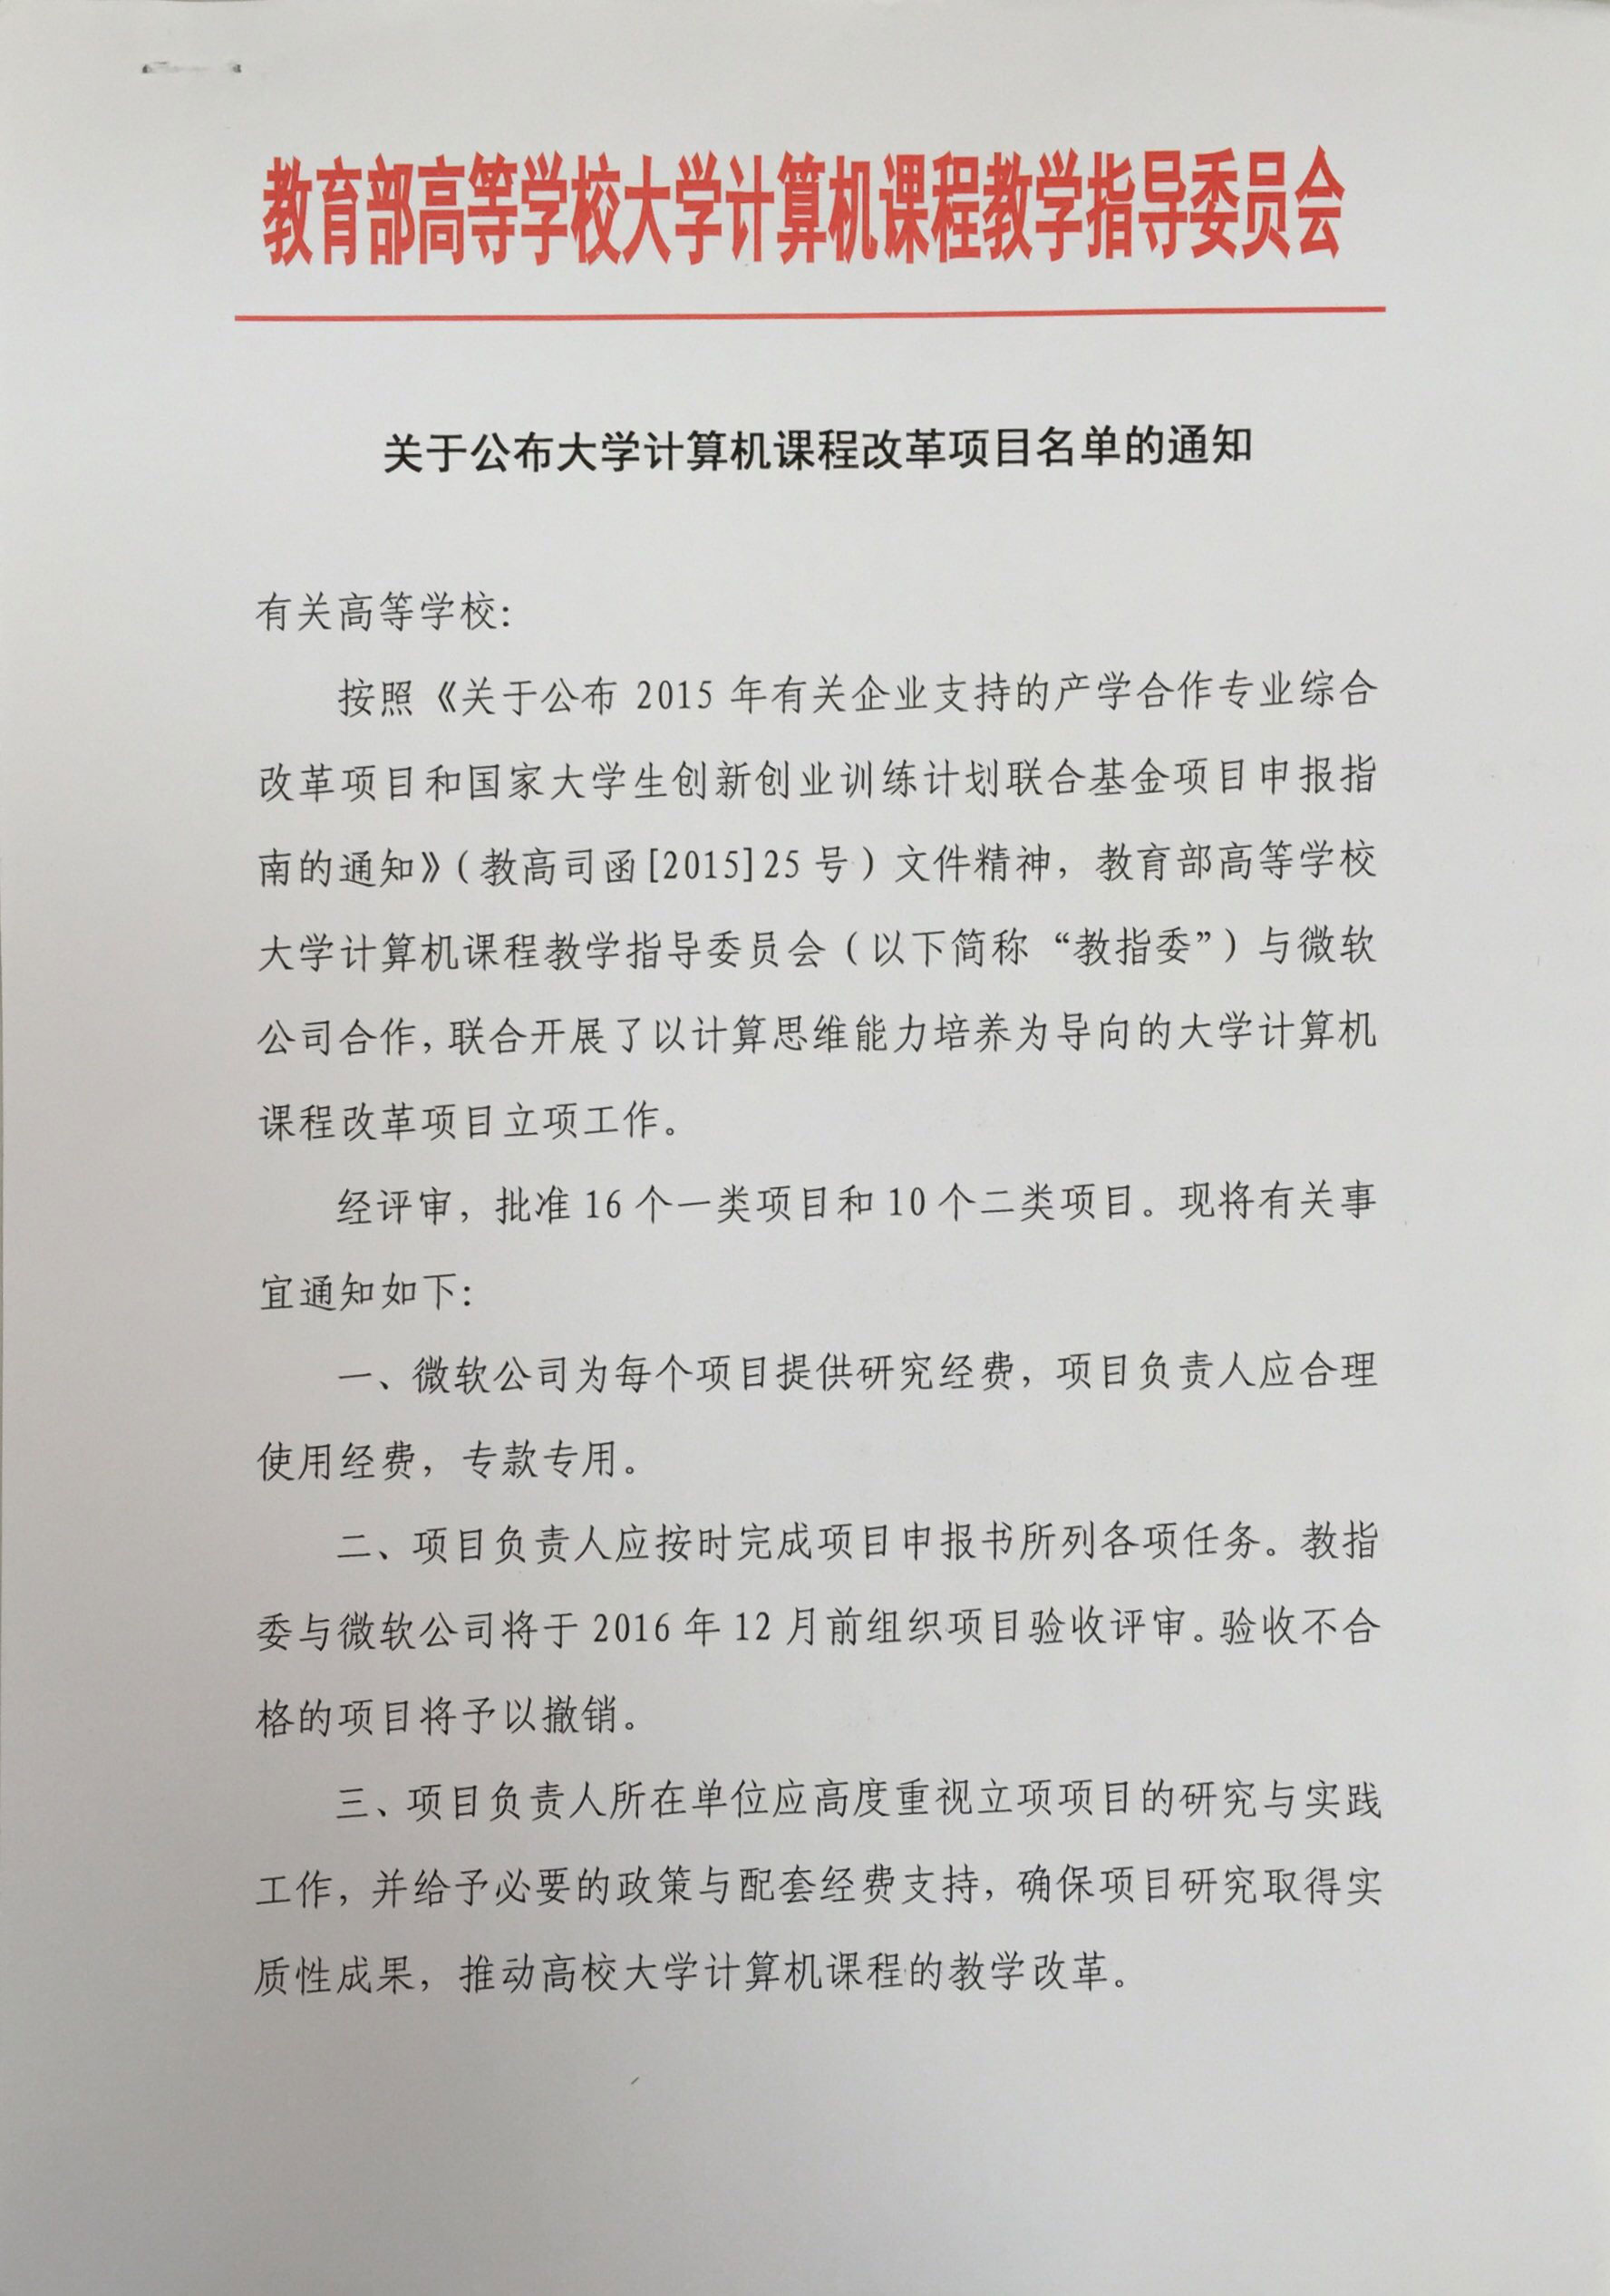 教育部高等学校大学计算机课程教学指导委员会
关于公布大学计算机课程改革项目名单的通知
有关高等学校：
按照《关于公布 2015 年有关企业支持的产学合作专业综合
改革项目和国家大学生创新创业训练计划联合基金项目申报指
南的通知》（教高司函[2015]25 号）文件精神，教育部高等学校
大学计算机课程教学指导委员会（以下简称“教指委”）与微软
公司合作，联合开展了以计算思维能力培养为导向的大学计算机
课程改革项目立项工作。
经评审，批准 16 个一类项目和 10 个二类项目。现将有关事
宜通知如下：
一、微软公司为每个项目提供研究经费，项目负责人应合理
使用经费，专款专用。
二、项目负责人应按时完成项目申报书所列各项任务。教指
委与微软公司将于 2016 年 12 月前组织项目验收评审。验收不合
格的项目将予以撤销。
三、项目负责人所在单位应高度重视立项项目的研究与实践
工作，并给予必要的政策与配套经费支持，确保项目研究取得实
质性成果，推动高校大学计算机课程的教学改革。